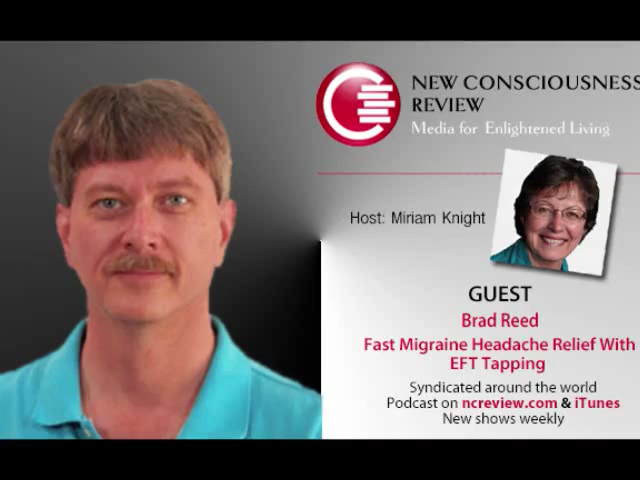 NEW CONSCIOUSNESS
REVIEW
Media for Enlightened Living
Host: Miriam Knight
GUEST
Brad Reed
Fast Migraine Headache Relief With
EFT Tapping
Syndicated around the world
Podcast on ncreview.com & iTunes
New shows weekly